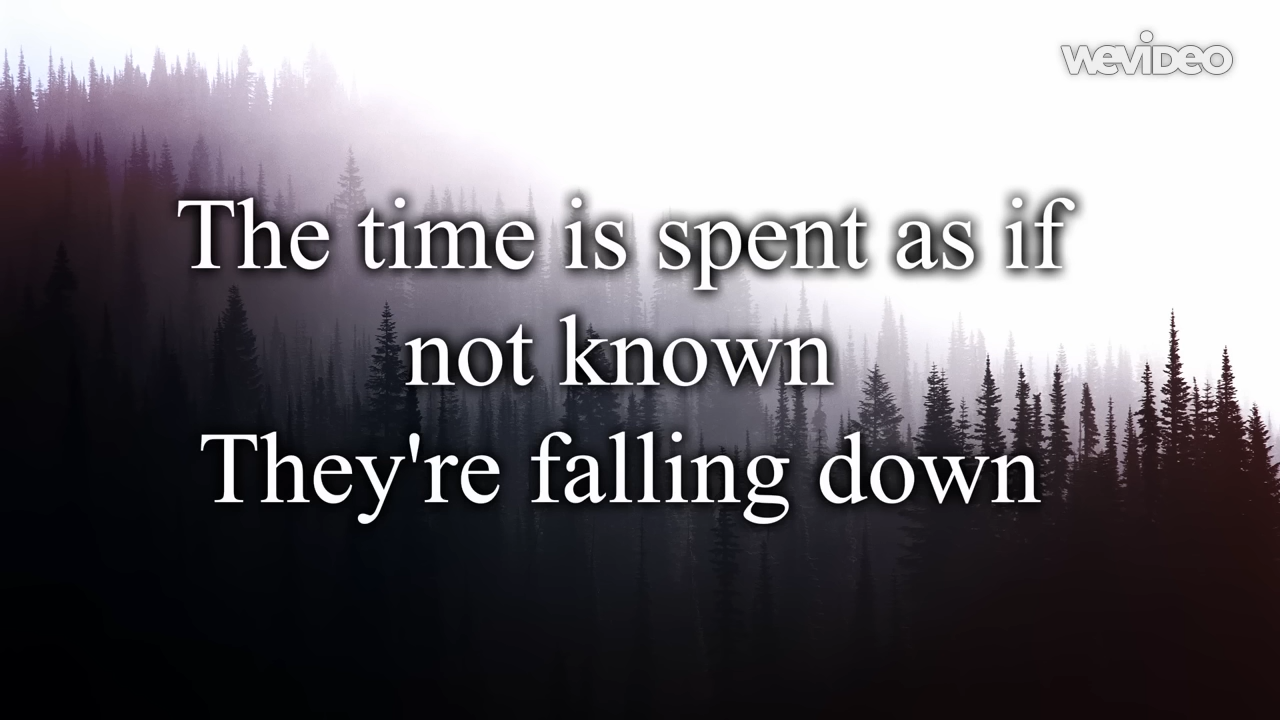 WEVIDEO
The time is spent as if
not known
They're falling down